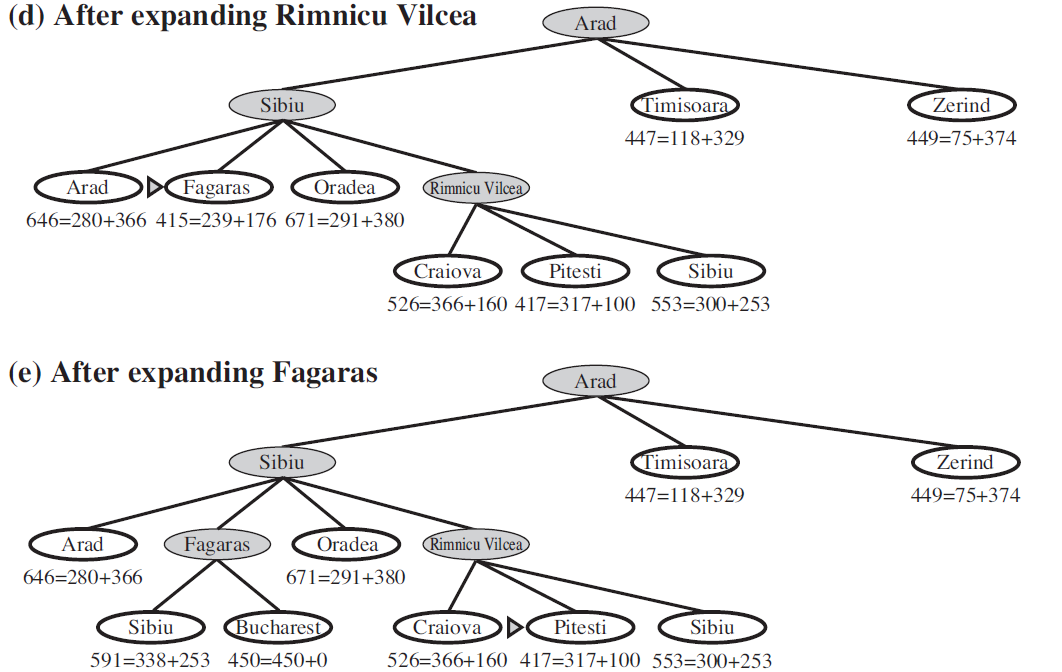 (d) After expanding Rimnicu Vilcea
Arad
Sibiu
Timisoara
Zerind
447=118+329
449=75+374
Arad
Fagaras
Oradea
Rimnicu Vilcea
646=280+366
415=239+176
671=291+380
Craiova
Pitesti
Sibiu
526=366+160
417=317+100
553=300+253
(e) After expanding Fagaras
Arad
Sibiu
Timisoara
Zerind
447=118+329
449=75+374
Arad
Fagaras
Oradea
Rimnicu Vilcea
646=280+366
671=291+380
Sibiu
Bucharest
Craiova
Pitesti
Sibiu
591=338+253
450=450+0
526=366+160
417=317+100
553=300+253